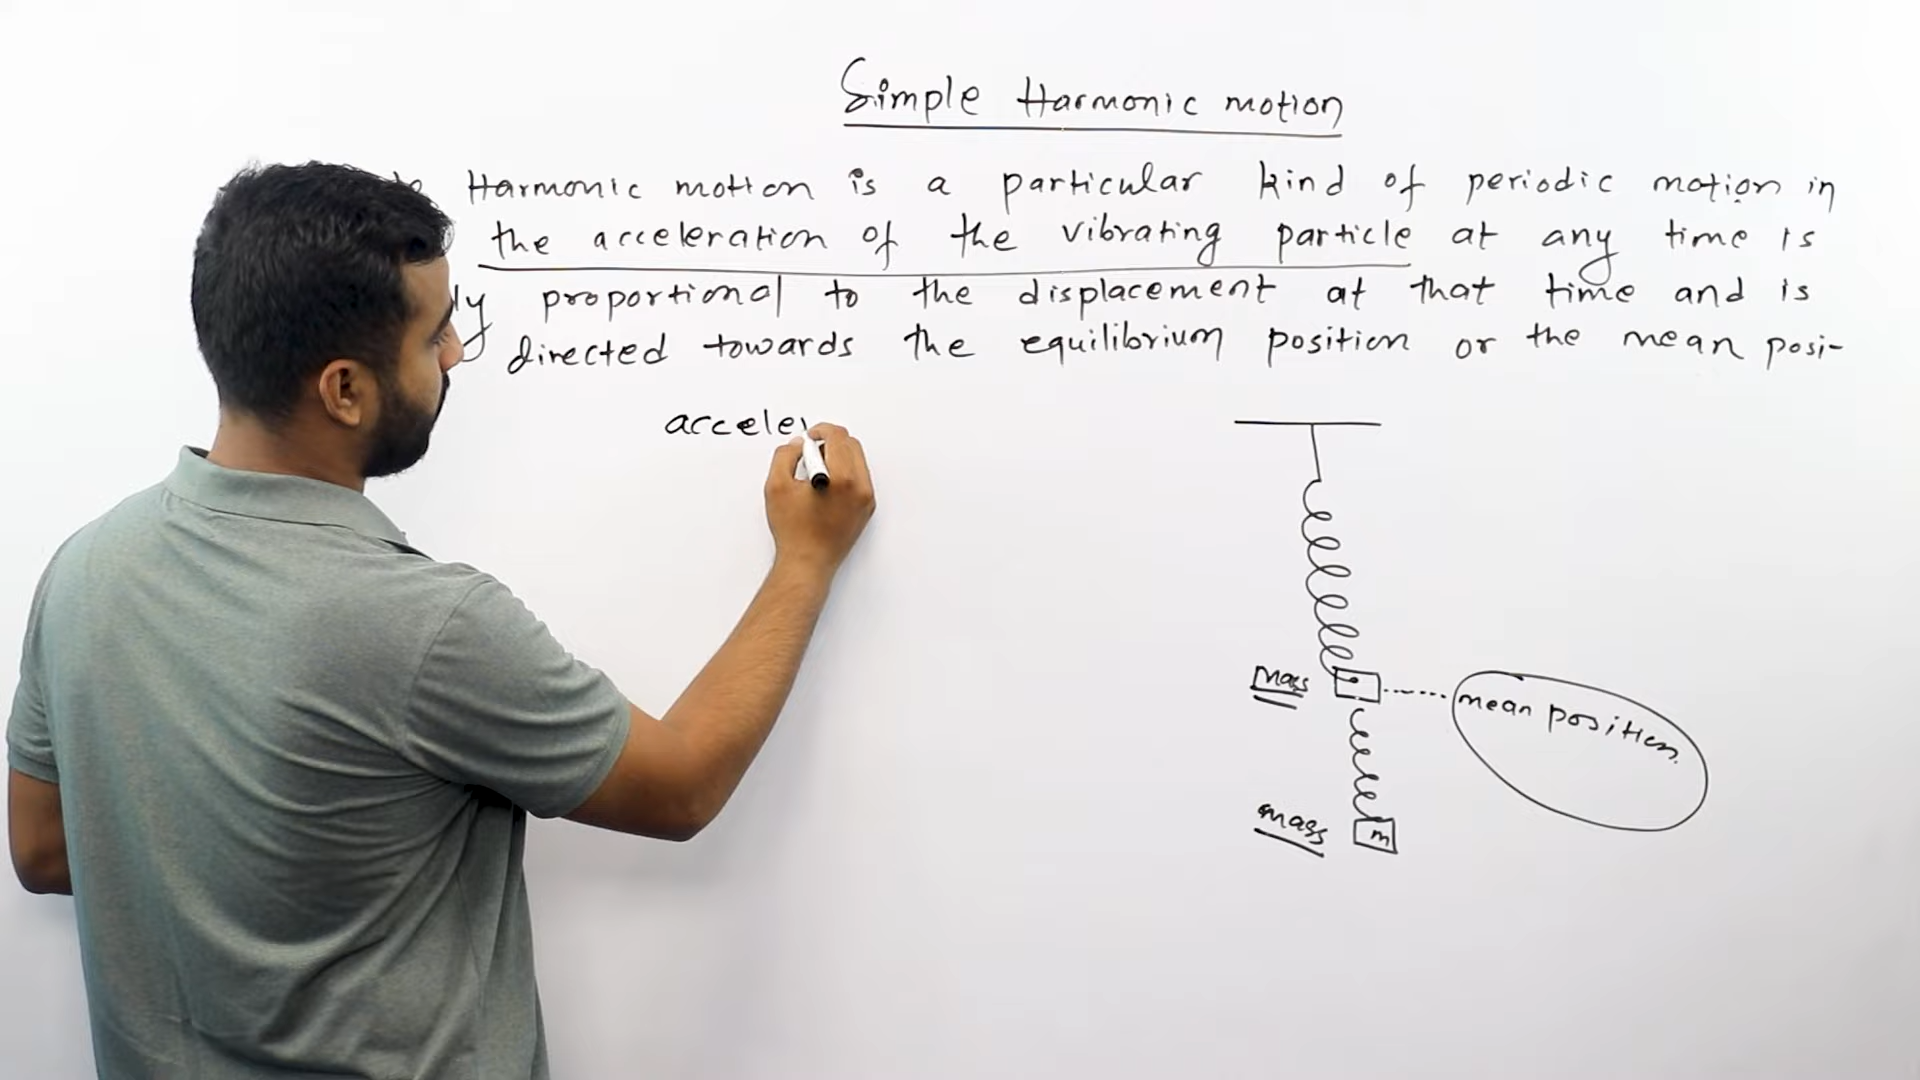 Simple Harmonic motion
Harmonic motion is a particular kind of periodic motion in
the acceleration of the vibrating particle at any time is
ly proportional to the displacement at that time and is
directed towards the equilibrium position or the mean posi-
acceler
mass
mean position.
mass
m